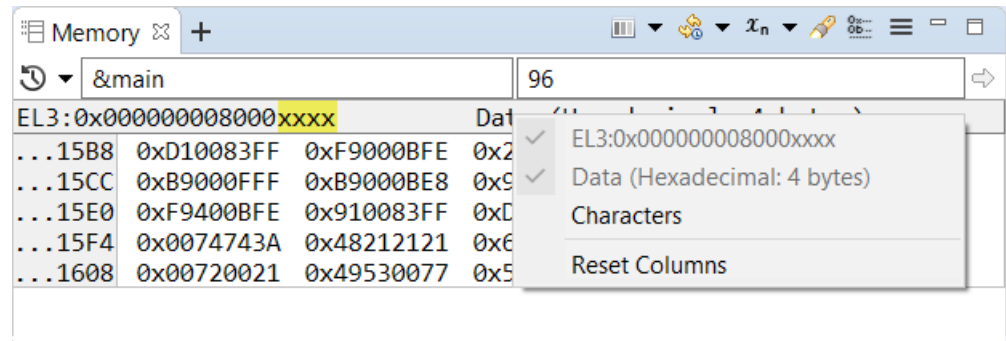 Memory
xn
&main 96
EL3:0x000000008000xxxx
...15B8 0xD10083FF 0xF9000BFE
...15CC 0xB9000FFF 0xB9000BE8
...15E0 0xF9400BFE 0x910083FF
...15F4 0x0074743A 0x48212121
...1608 0x00720021 0x49530077
EL3:0x000000008000xxxx
Data (Hexadecimal: 4 bytes)
Characters
Reset Columns